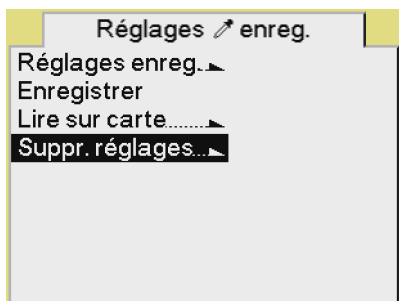 Réglages enreg.
Réglages enreg.
Enregistrer
Lire sur carte........
Suppr. réglages...